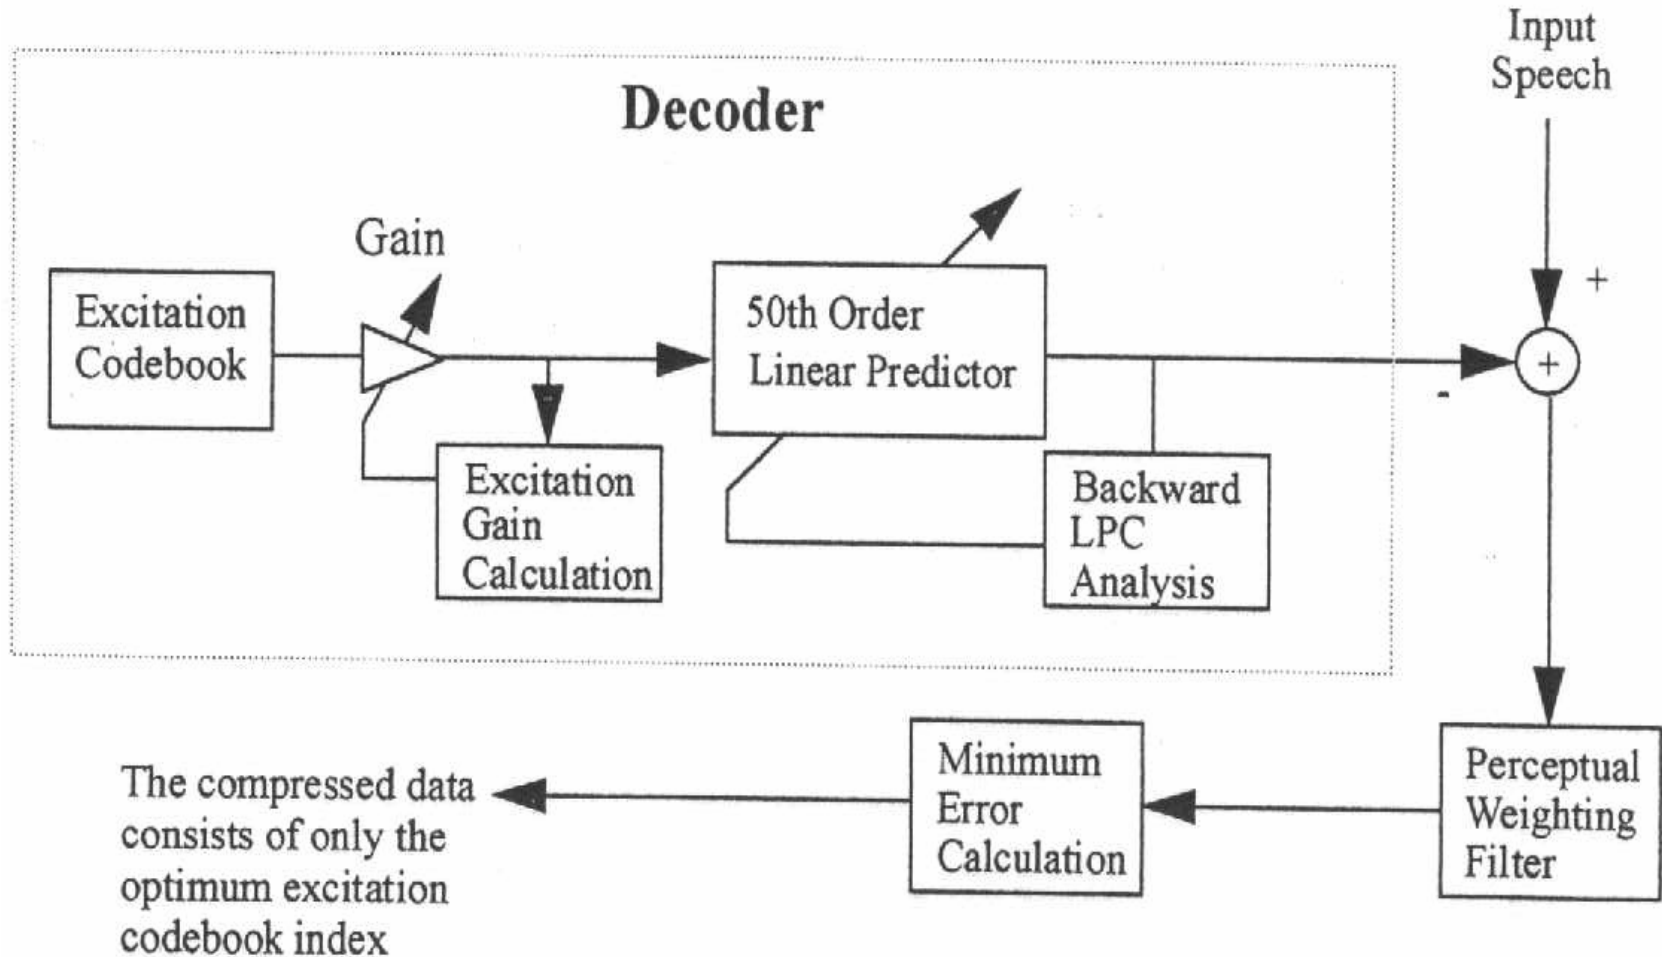 Input
Speech
Decoder
Gain
+
Excitation
Codebook
50th Order
Linear Predictor
+
-
Excitation
Gain
Calculation
Backward
LPC
Analysis
Minimum
Error
Calculation
Perceptual
Weighting
Filter
The compressed data
consists of only the
optimum excitation
codebook index